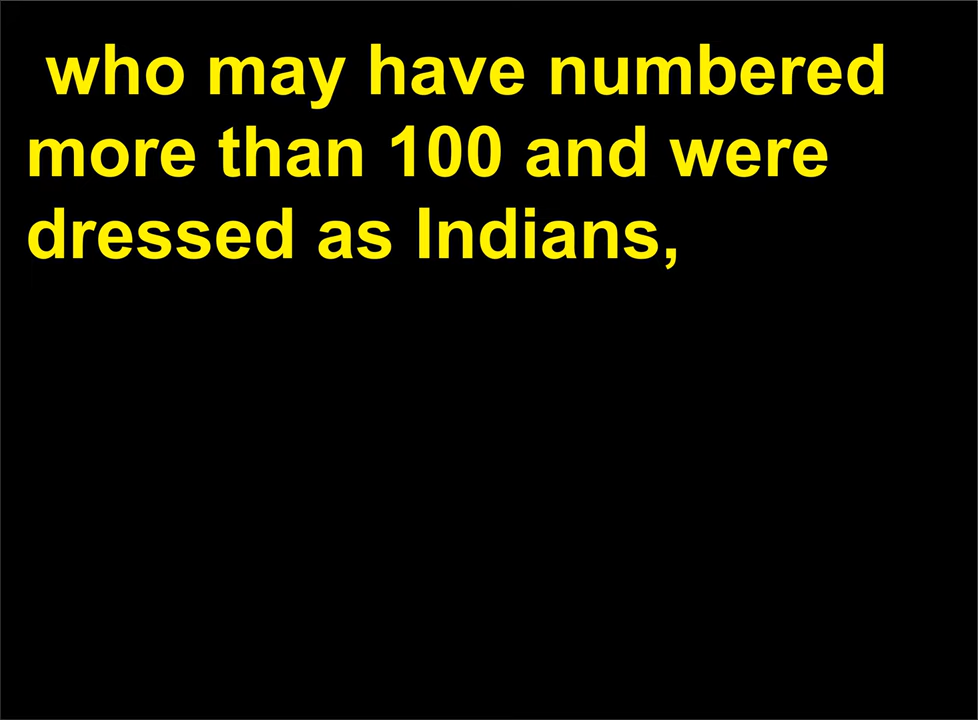 who may have numbered
more than 100 and were
dressed as Indians,